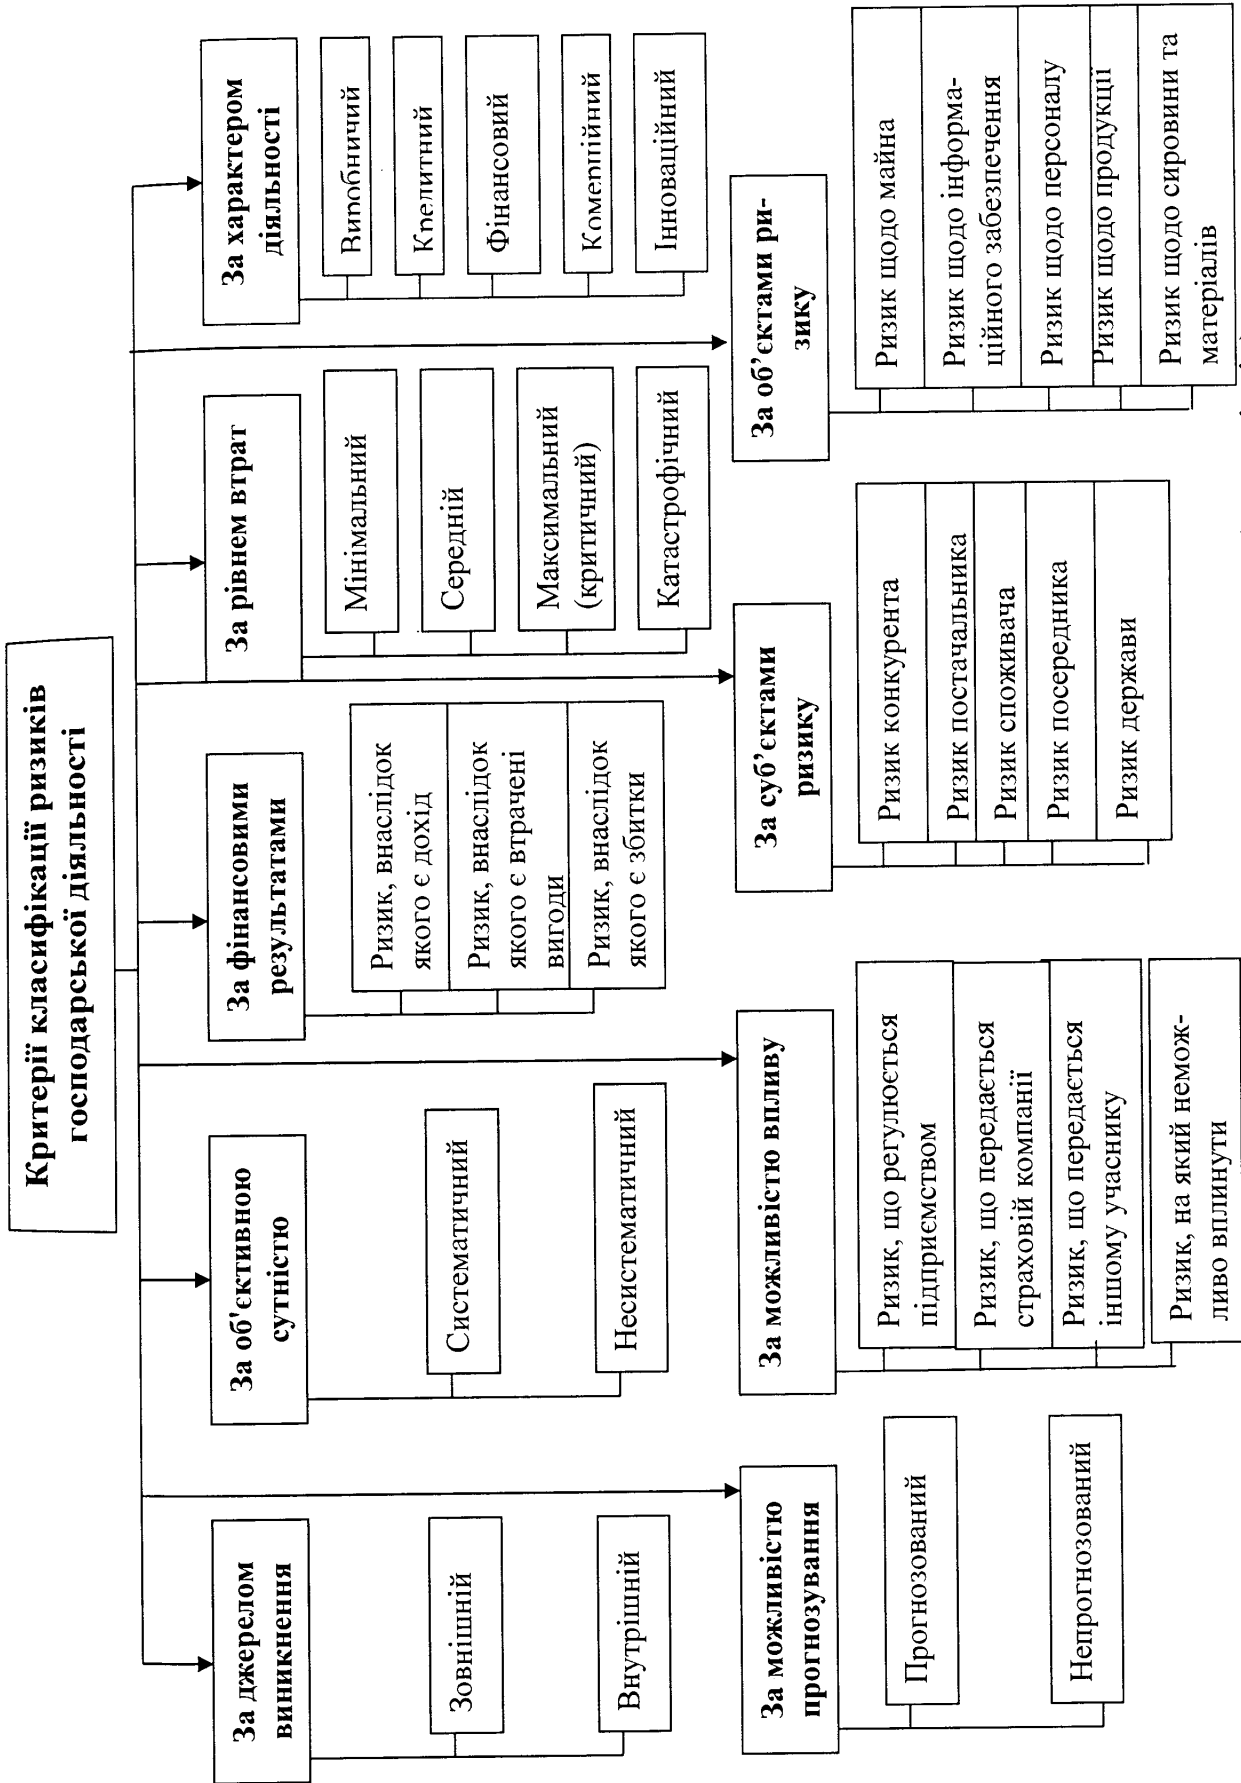 Критерії класифікації ризиків
господарської діяльності
За джерелом
виникнення
Зовнішній
Внутрішній
За об'єктивною
сутністю
Систематичний
Несистематичний
За фінансовими
результатами
Ризик, внаслідок
якого є дохід
Ризик, внаслідок
якого є втрачені
вигоди
Ризик, внаслідок
якого є збитки
За рівнем втрат
Мінімальний
Середній
Максимальний
(критичний)
Катастрофічний
За характером
діяльності
Виробничий
Кредитний
Фінансовий
Комерційний
Інноваційний
За можливістю
прогнозування
Прогнозований
Непрогнозований
За можливістю впливу
Ризик, що регулюється
підприємством
Ризик, що передається
страховій компанії
Ризик, що передається
іншому учаснику
Ризик, на який немож-
ливо вплинути
За суб’єктами
ризику
Ризик конкурента
Ризик постачальника
Ризик споживача
Ризик посередника
Ризик держави
За об’єктами ри-
зику
Ризик щодо майна
Ризик щодо інформа-
ційного забезпечення
Ризик щодо персоналу
Ризик щодо продукції
Ризик щодо сировини та
матеріалів